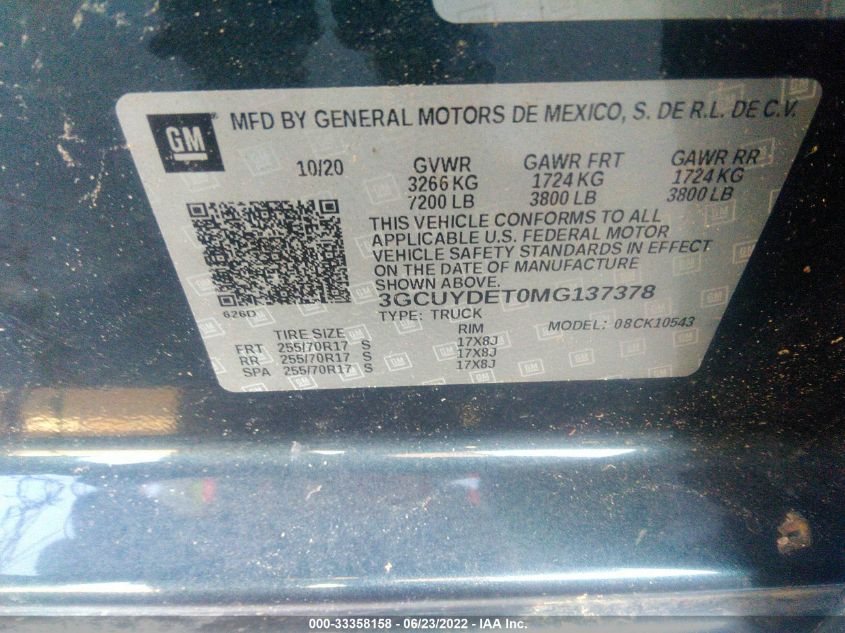 GM MFD BY GENERAL MOTORS DE MEXICO, S. DE R.L. DE C.V.
10/20 GVWR GAWR FRT GAWR RR
3266 KG 1724 KG 1724 KG
7200 LB 3800 LB 3800 LB
THIS VEHICLE CONFORMS TO ALL
APPLICABLE U.S. FEDERAL MOTOR
VEHICLE SAFETY STANDARDS IN EFFECT
ON THE DATE OF MANUFACTURE
SHOWN ABOVE.
3GCUYDET0MG137378
626D TYPE: TRUCK MODEL: 08CK10543
TIRE SIZE RIM
FRT 255/70R17 S 17X8J
RR 255/70R17 S 17X8J
SPA 255/70R17 S 17X8J
000-33358158 - 06/23/2022 - IAA Inc.